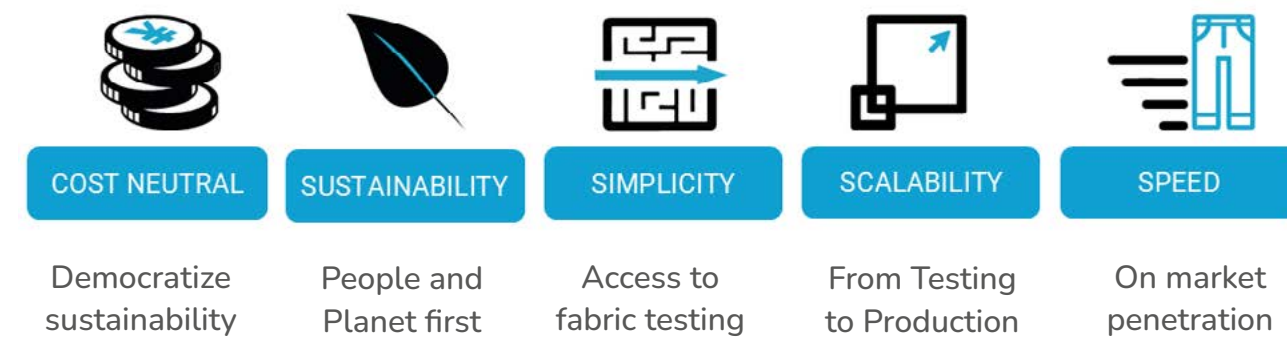 COST NEUTRAL
Democratize
sustainability
SUSTAINABILITY
People and
Planet first
SIMPLICITY
Access to
fabric testing
SCALABILITY
From Testing
to Production
SPEED
On market
penetration